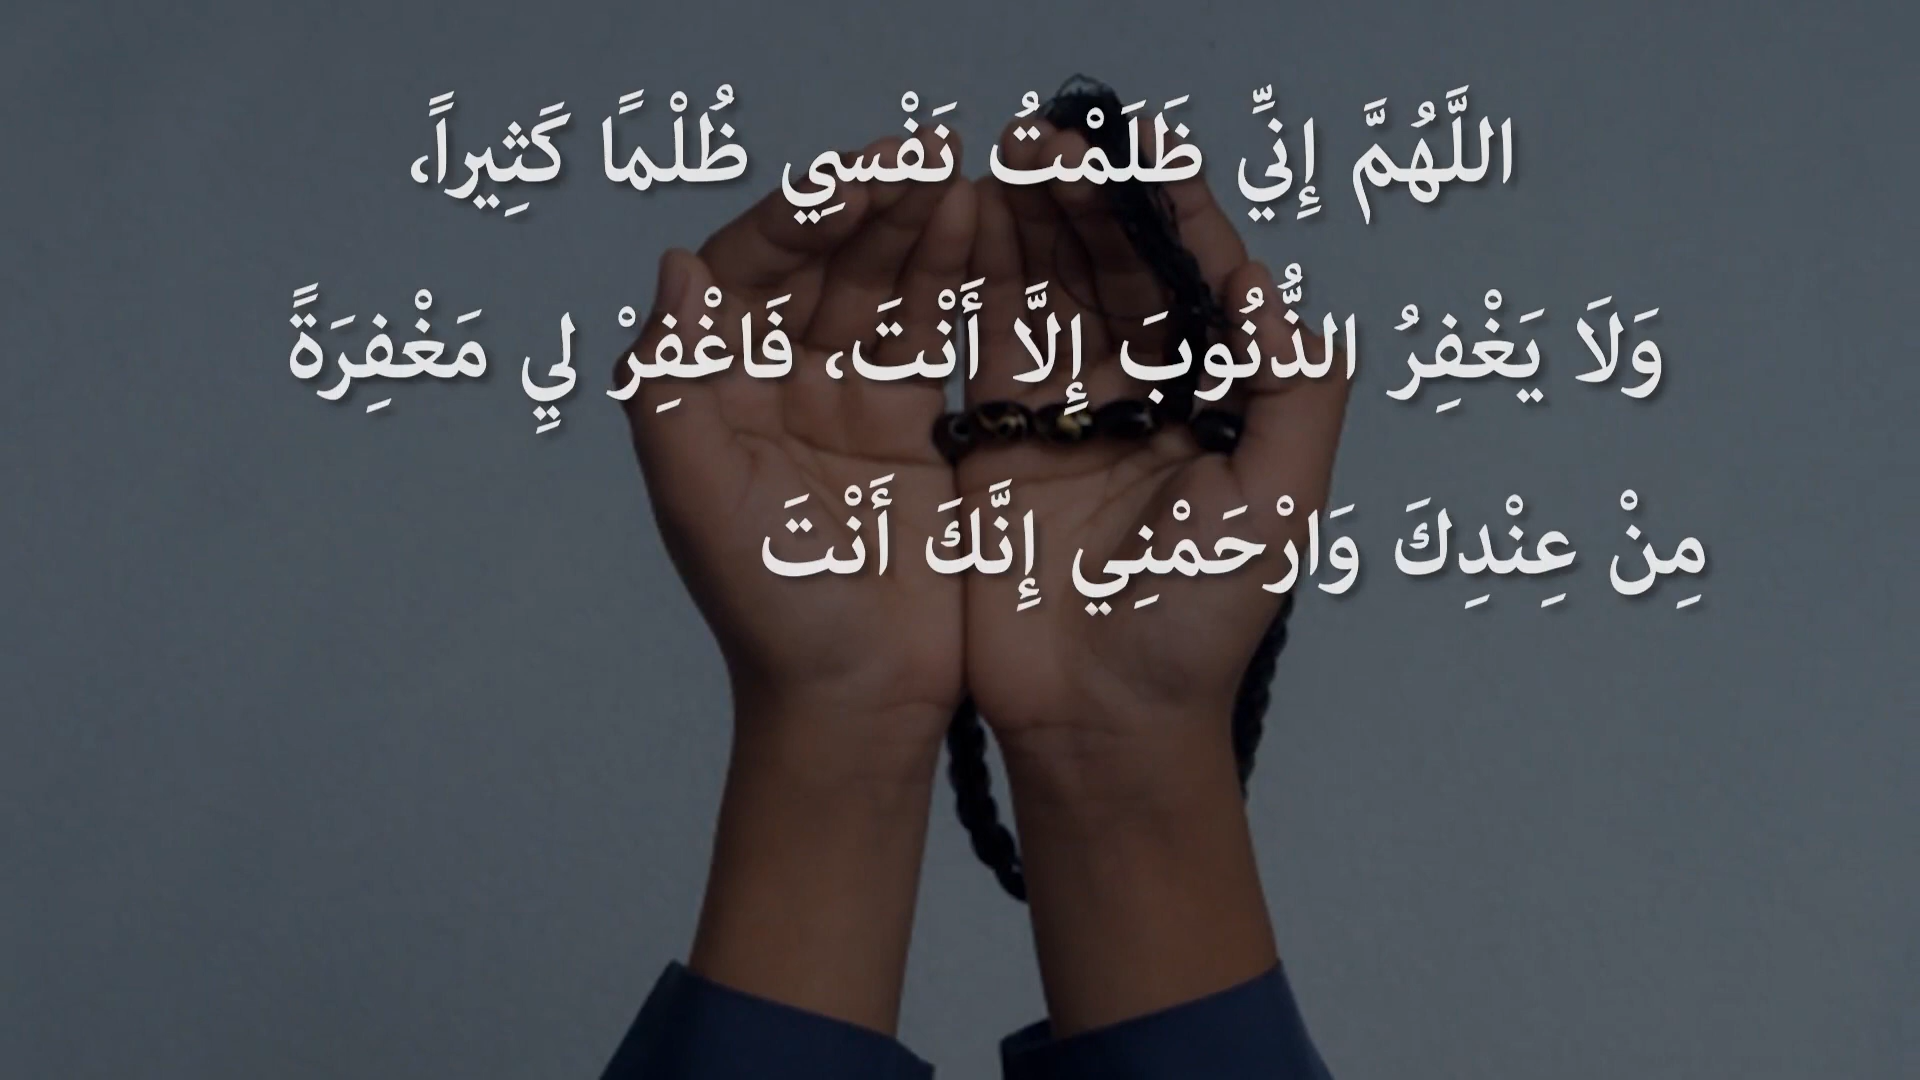 اللَّهُمَّ إِنِّي ظَلَمْتُ نَفْسِي ظُلْمًا كَثِيراً،
وَلَا يَغْفِرُ الذُّنُوبَ إِلَّا أَنْتَ، فَاغْفِرْ لِي مَغْفِرَةً
مِنْ عِنْدِكَ وَارْحَمْنِي إِنَّكَ أَنْتَ